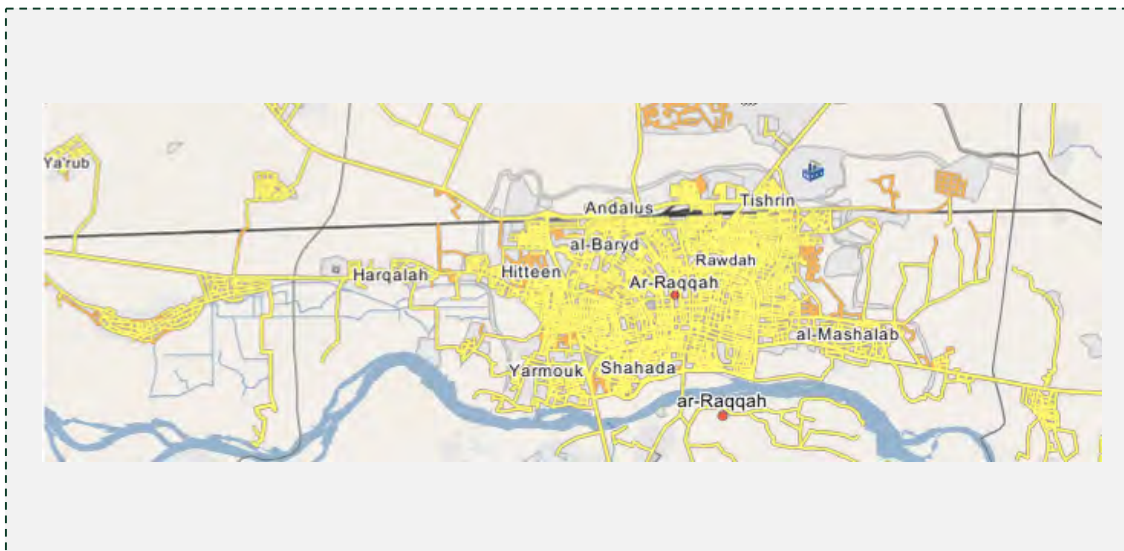 Ya'rub
Andalus
Tishrin
al-Baryd
Rawdah
Harqalah
Hitteen
Ar-Raqqah
al-Mashalab
Yarmouk
Shahada
ar-Raqqah